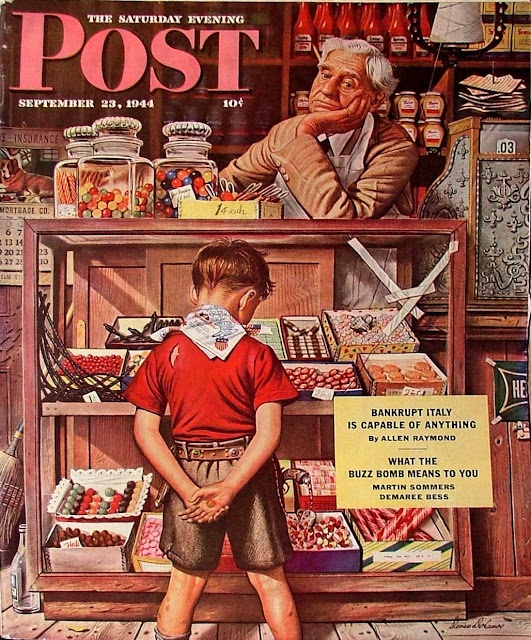 THE SATURDAY EVENING
POST
SEPTEMBER 23, 1944 10¢
S - INSURANCE
MORTGAGE CO.
03
1¢ each
BANKRUPT ITALY
IS CAPABLE OF ANYTHING
By ALLEN RAYMOND
WHAT THE
BUZZ BOMB MEANS TO YOU
MARTIN SOMMERS
DEMAREE BESS
HE